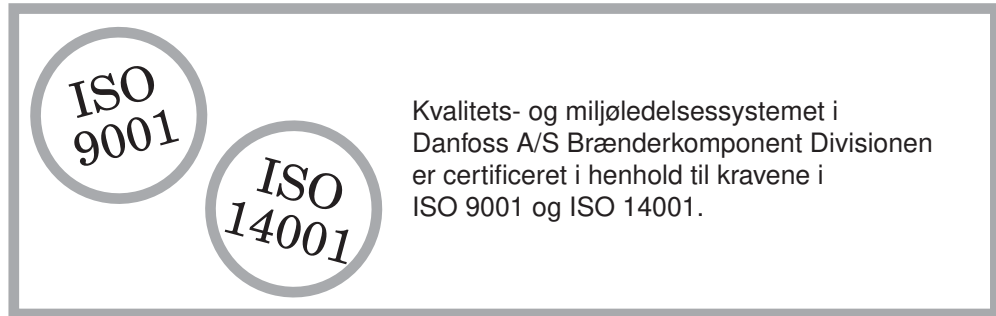 ISO
9001
ISO
14001
Kvalitets- og miljøledelsessystemet i
Danfoss A/S Brænderkomponent Divisionen
er certificeret i henhold til kravene i
ISO 9001 og ISO 14001.